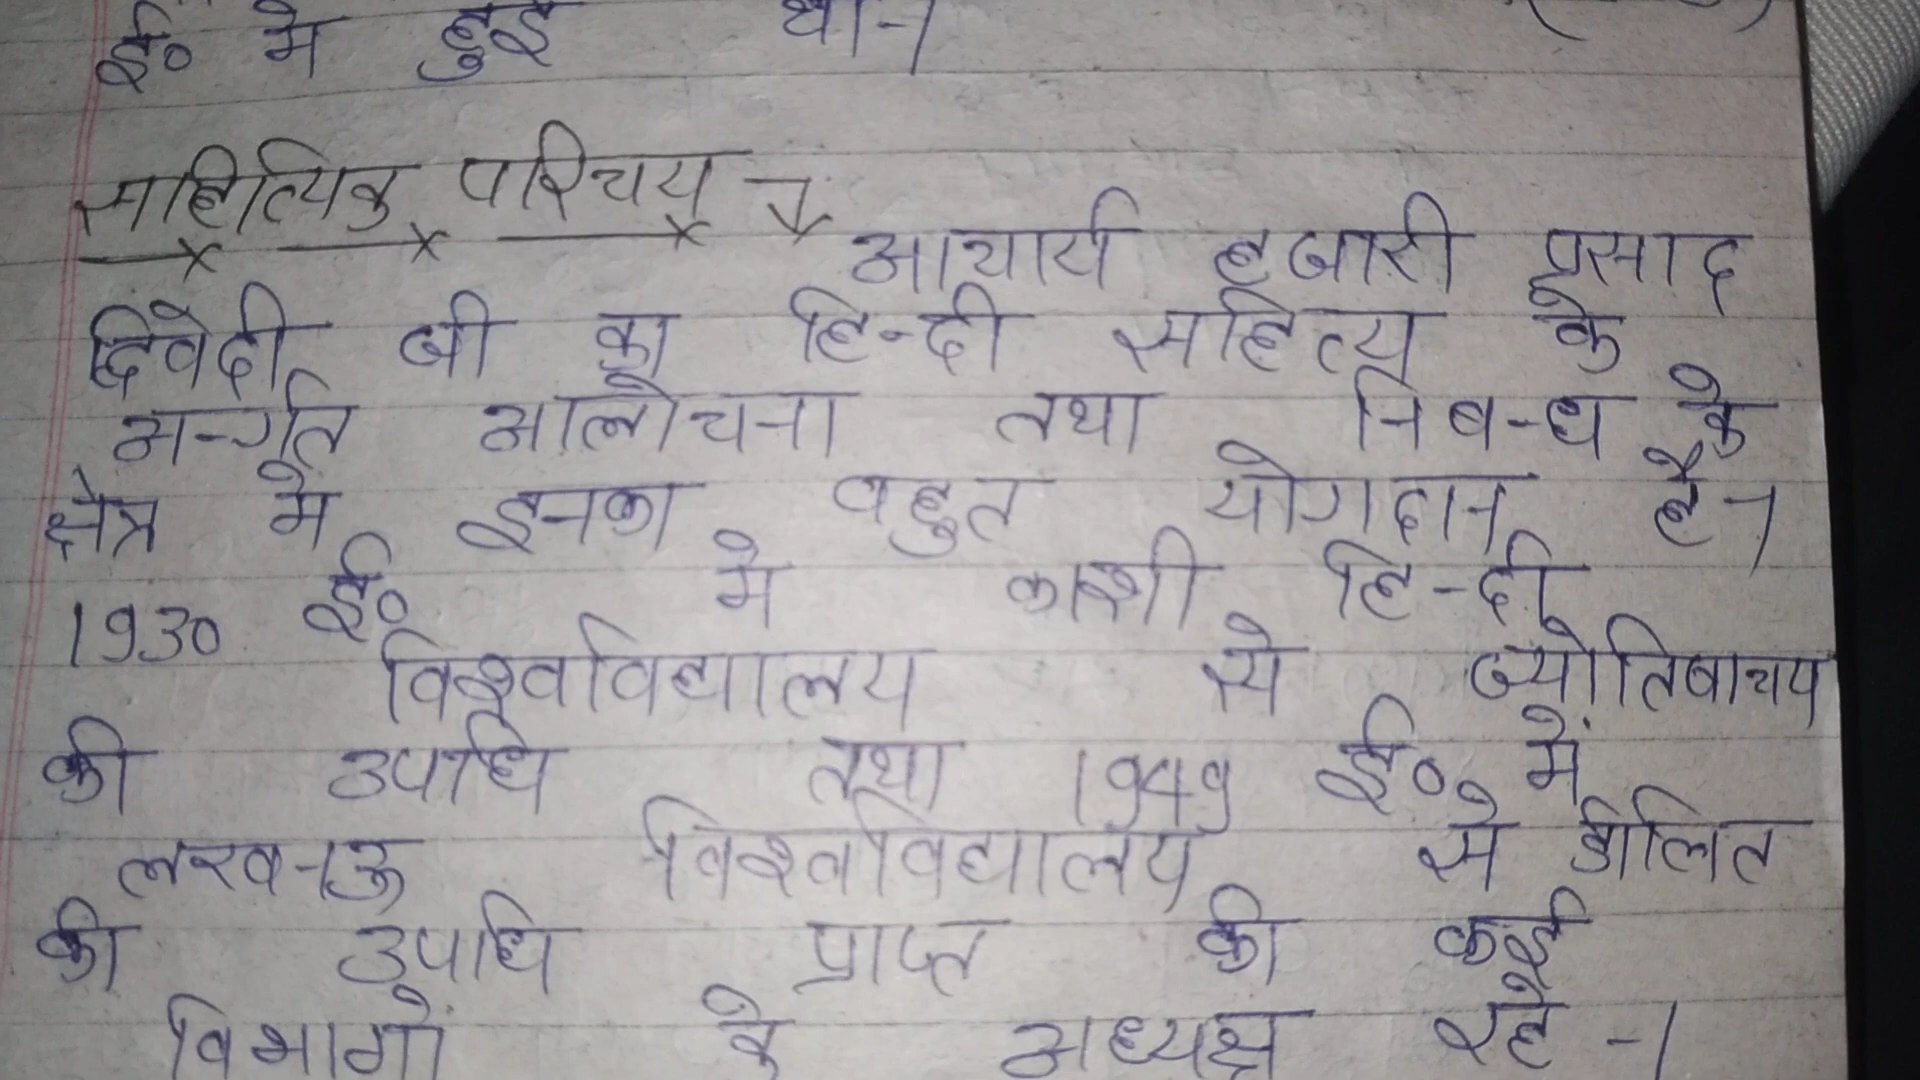 ई० मे हुई थी-।
साहित्यिक परिचय →
आचार्य हजारी प्रसाद
द्विवेदी जी का हिन्दी साहित्य के
अन्र्गत आलोचना तथा निबन्ध के
क्षेत्र मे इनका बहुत योगदान है-।
1930 ई० मे काशी हिन्दी
विश्वविद्यालय से ज्योतिषाचाय
की उपाधि तथा 1949 ई० में
लखनऊ विश्वविद्यालय से डीलित
की उपाधि प्राप्त की कई
विभागों के अध्यक्ष रहे -।